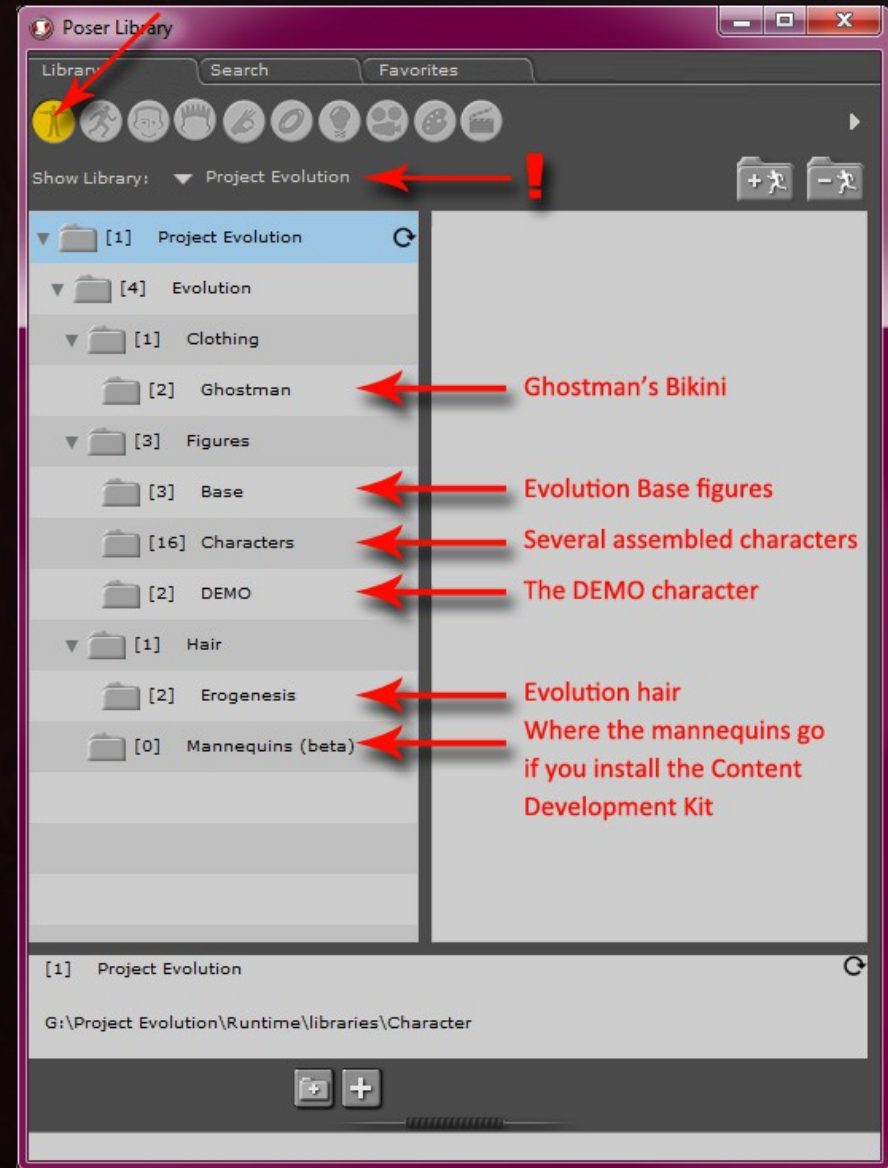 Poser Library
Library Search Favorites
Show Library: Project Evolution !
[1] Project Evolution
[4] Evolution
[1] Clothing
[2] Ghostman Ghostman's Bikini
[3] Figures
[3] Base Evolution Base figures
[16] Characters Several assembled characters
[2] DEMO The DEMO character
[1] Hair
[2] Erogenesis Evolution hair
[0] Mannequins (beta) Where the mannequins go
if you install the Content
Development Kit
[1] Project Evolution
G:\Project Evolution\Runtime\libraries\Character